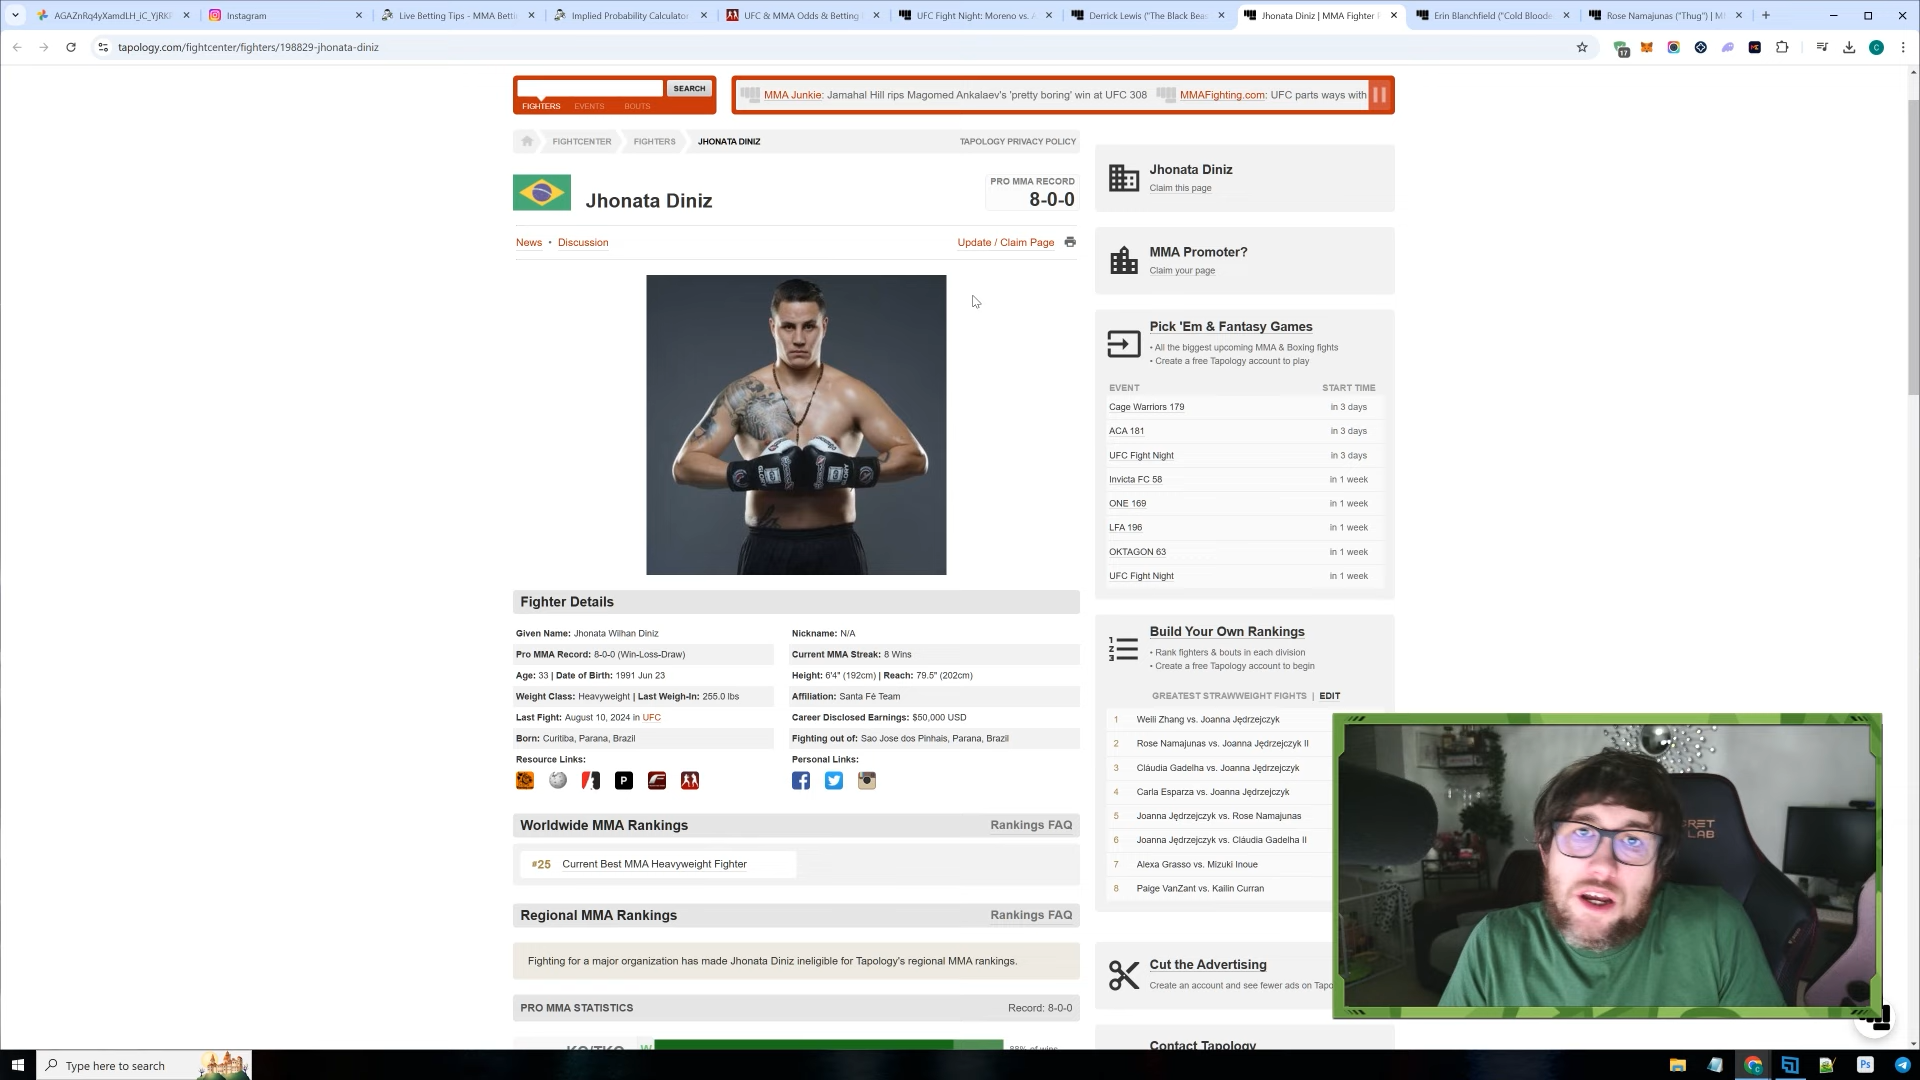 AGAZnRq4yXamdLH_iC_YjRKF
Instagram
Live Betting Tips - MMA Betti
Implied Probability Calculator
UFC & MMA Odds & Betting
UFC Fight Night: Moreno vs. A
Derrick Lewis ("The Black Beas
Jhonata Diniz | MMA Fighter P
Erin Blanchfield ("Cold Bloode
Rose Namajunas ("Thug") | M
tapology.com/fightcenter/fighters/198829-jhonata-diniz
17
C
SEARCH
FIGHTERS EVENTS BOUTS
MMA Junkie: Jamahal Hill rips Magomed Ankalaev's 'pretty boring' win at UFC 308 MMAFighting.com: UFC parts ways with
FIGHTCENTER FIGHTERS JHONATA DINIZ TAPOLOGY PRIVACY POLICY
Jhonata Diniz
PRO MMA RECORD
8-0-0
News • Discussion
Update / Claim Page
Fighter Details
Given Name: Jhonata Wilhan Diniz
Nickname: N/A
Pro MMA Record: 8-0-0 (Win-Loss-Draw)
Current MMA Streak: 8 Wins
Age: 33 | Date of Birth: 1991 Jun 23
Height: 6'4" (192cm) | Reach: 79.5" (202cm)
Weight Class: Heavyweight | Last Weigh-In: 255.0 lbs
Affiliation: Santa Fé Team
Last Fight: August 10, 2024 in UFC
Career Disclosed Earnings: $50,000 USD
Born: Curitiba, Parana, Brazil
Fighting out of: Sao Jose dos Pinhais, Parana, Brazil
Resource Links:
Personal Links:
Worldwide MMA Rankings
Rankings FAQ
#25 Current Best MMA Heavyweight Fighter
Regional MMA Rankings
Rankings FAQ
Fighting for a major organization has made Jhonata Diniz ineligible for Tapology's regional MMA rankings.
PRO MMA STATISTICS
Record: 8-0-0
KO/TKO W 88% of wins
Jhonata Diniz
Claim this page
MMA Promoter?
Claim your page
Pick 'Em & Fantasy Games
• All the biggest upcoming MMA & Boxing fights
• Create a free Tapology account to play
EVENT START TIME
Cage Warriors 179 in 3 days
ACA 181 in 3 days
UFC Fight Night in 3 days
Invicta FC 58 in 1 week
ONE 169 in 1 week
LFA 196 in 1 week
OKTAGON 63 in 1 week
UFC Fight Night in 1 week
Build Your Own Rankings
• Rank fighters & bouts in each division
• Create a free Tapology account to begin
GREATEST STRAWWEIGHT FIGHTS | EDIT
1 Weili Zhang vs. Joanna Jędrzejczyk
2 Rose Namajunas vs. Joanna Jędrzejczyk II
3 Cláudia Gadelha vs. Joanna Jędrzejczyk
4 Carla Esparza vs. Joanna Jędrzejczyk
5 Joanna Jędrzejczyk vs. Rose Namajunas
6 Joanna Jędrzejczyk vs. Cláudia Gadelha II
7 Alexa Grasso vs. Mizuki Inoue
8 Paige VanZant vs. Kailin Curran
Cut the Advertising
Create an account and see fewer ads on Tapo
Contact Tapology
CRET
LAB
Type here to search